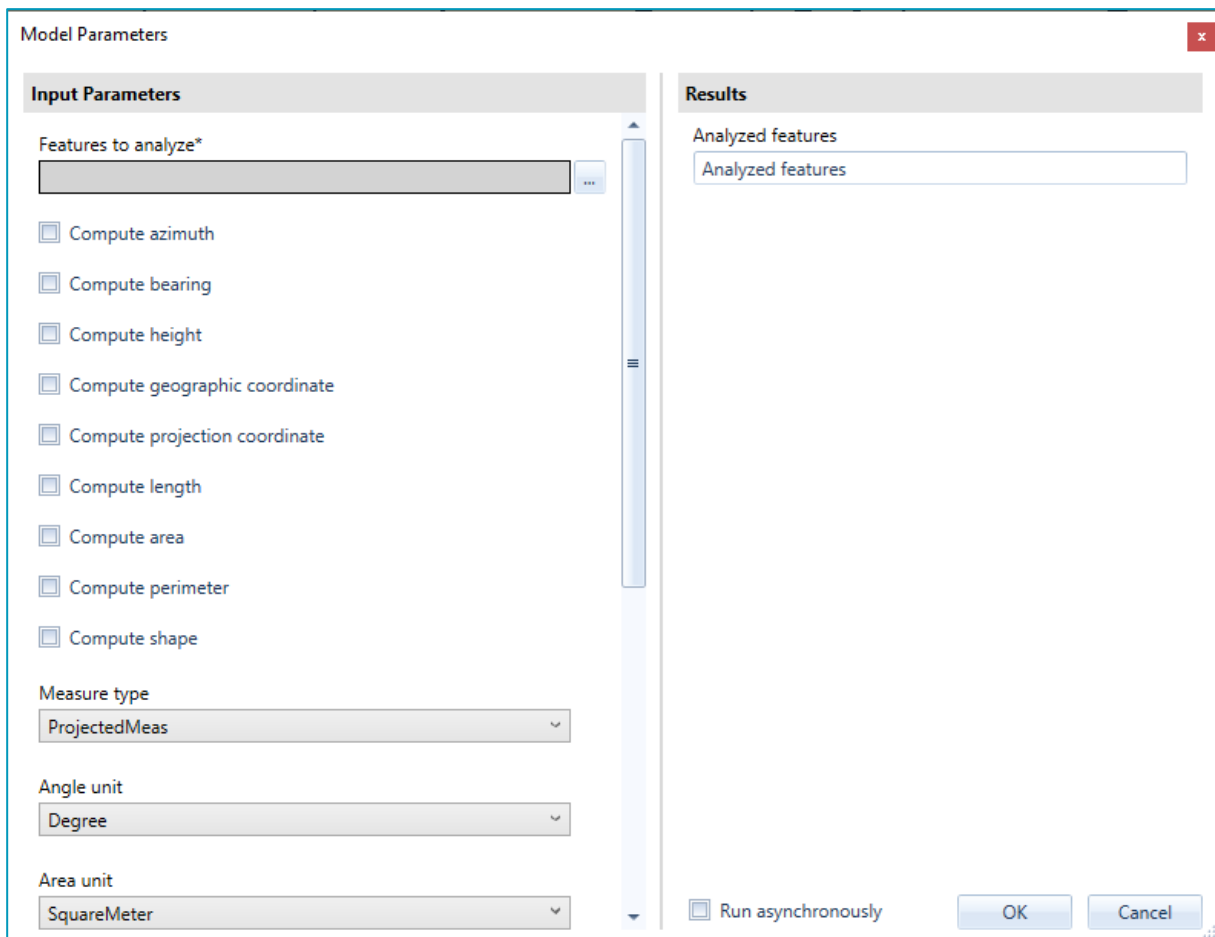 Model Parameters
x
Input Parameters
Features to analyze*
...
Compute azimuth
Compute bearing
Compute height
Compute geographic coordinate
Compute projection coordinate
Compute length
Compute area
Compute perimeter
Compute shape
Measure type
ProjectedMeas
Angle unit
Degree
Area unit
SquareMeter
Results
Analyzed features
Analyzed features
Run asynchronously
OK
Cancel